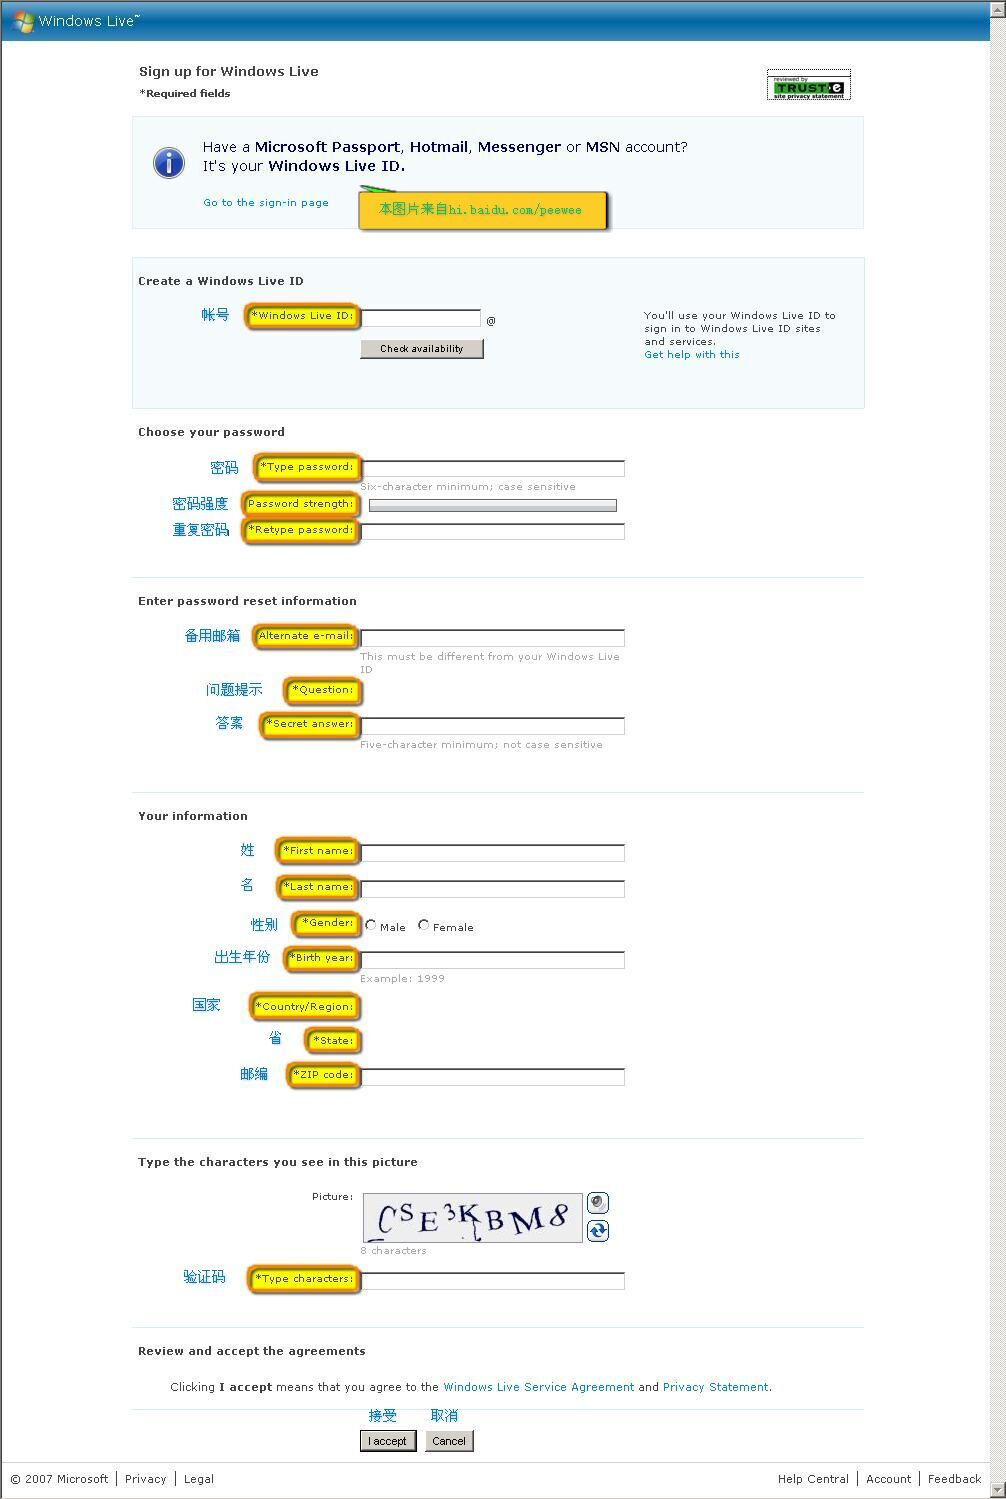 Windows Live™
Sign up for Windows Live
*Required fields
reviewed by
TRUST·e
site privacy statement
Have a Microsoft Passport, Hotmail, Messenger or MSN account?
It's your Windows Live ID.
Go to the sign-in page
本图片来自hi.baidu.com/peewee
Create a Windows Live ID
帐号 *Windows Live ID: @
Check availability
You'll use your Windows Live ID to
sign in to Windows Live ID sites
and services.
Get help with this
Choose your password
密码 *Type password:
Six-character minimum; case sensitive
密码强度 Password strength:
重复密码 *Retype password:
Enter password reset information
备用邮箱 Alternate e-mail:
This must be different from your Windows Live
ID
问题提示 *Question:
答案 *Secret answer:
Five-character minimum; not case sensitive
Your information
姓 *First name:
名 *Last name:
性别 *Gender: Male Female
出生年份 *Birth year:
Example: 1999
国家 *Country/Region:
省 *State:
邮编 *ZIP code:
Type the characters you see in this picture
Picture: CSE3KBM8
8 characters
验证码 *Type characters:
Review and accept the agreements
Clicking I accept means that you agree to the Windows Live Service Agreement and Privacy Statement.
接受 取消
I accept Cancel
© 2007 Microsoft | Privacy | Legal Help Central | Account | Feedback